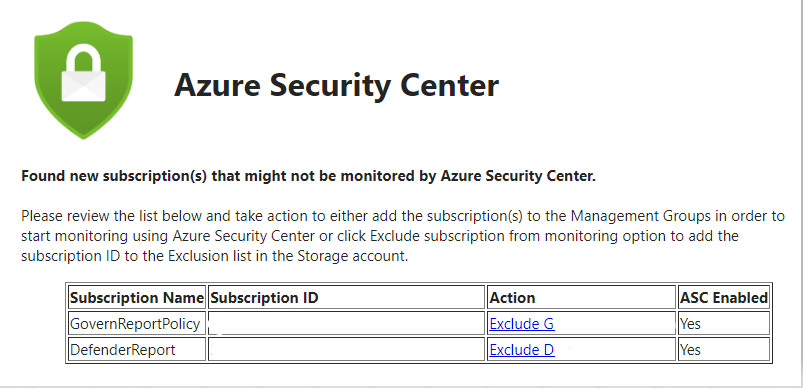 Azure Security Center
Found new subscription(s) that might not be monitored by Azure Security Center.
Please review the list below and take action to either add the subscription(s) to the Management Groups in order to
start monitoring using Azure Security Center or click Exclude subscription from monitoring option to add the
subscription ID to the Exclusion list in the Storage account.
Subscription Name Subscription ID Action ASC Enabled
GovernReportPolicy Exclude G Yes
DefenderReport Exclude D Yes